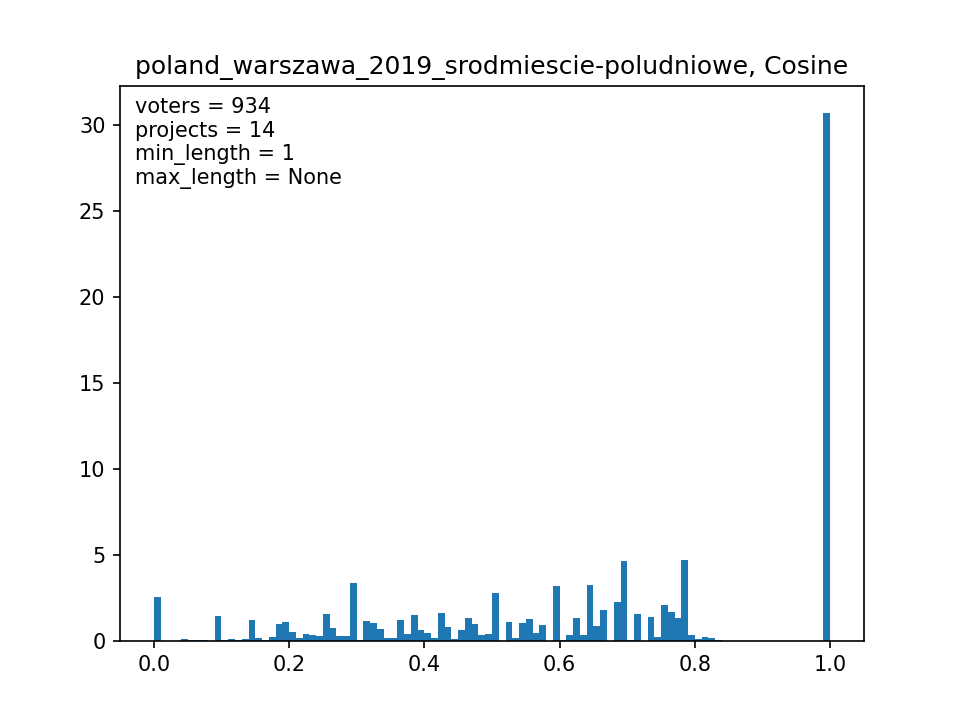 poland_warszawa_2019_srodmiescie-poludniowe, Cosine
voters = 934
projects = 14
min_length = 1
max_length = None
30
25
20
15
10
5
0
0.0 0.2 0.4 0.6 0.8 1.0